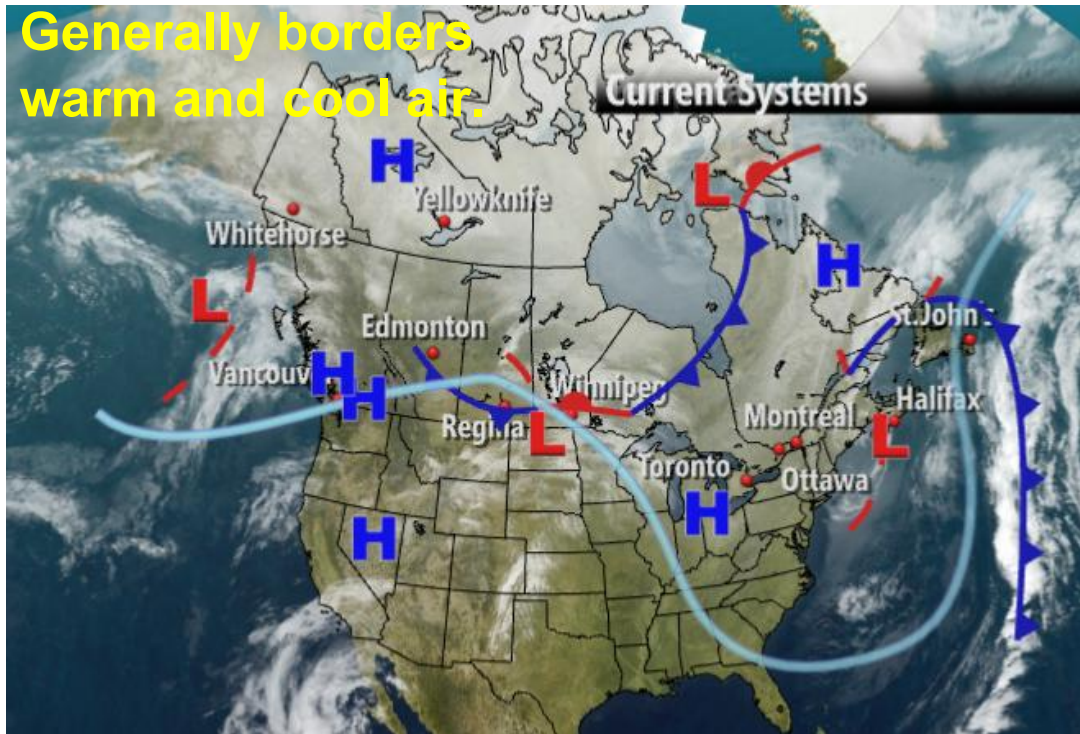 Generally borders
warm and cool air.
Current Systems
H
L
Yellowknife
Whitehorse
H
L
St.John's
Edmonton
Vancouv
H
H
Winnipeg
Halifax
Montreal
Regina
L
L
Toronto
Ottawa
H
H